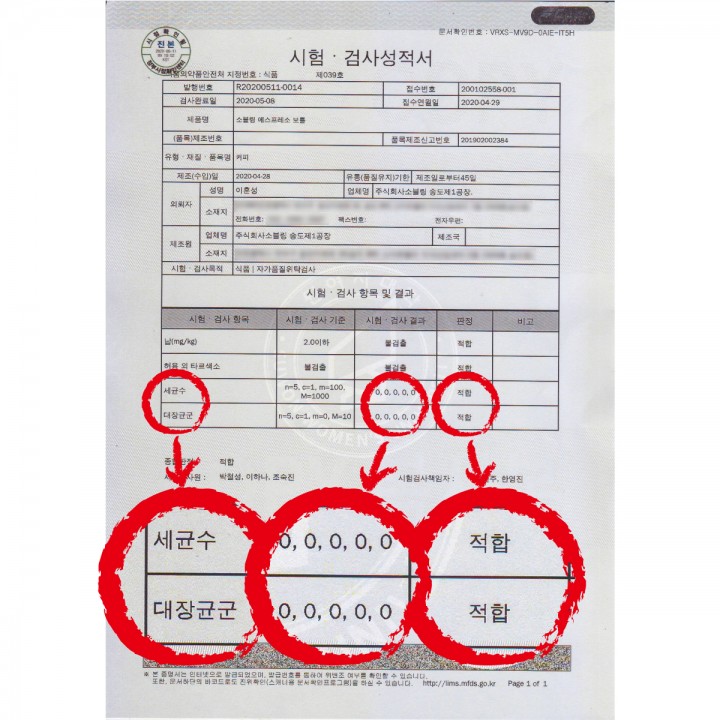 문서확인번호 : VRXS-MV9D-0AIE-IT5H
시험확인용
진본
시험 · 검사성적서
의약품안전처 지정번호 : 식품 제039호
발행번호 R20200511-0014 접수번호 200102558-001
검사완료일 2020-05-08 접수연월일 2020-04-29
제품명 소블링 에스프레소 보틀
(품목)제조번호 품목제조신고번호 201902002384
유형 · 재질 · 품목명 커피
제조(수입)일 2020-04-28 유통(품질유지)기한 제조일로부터45일
의뢰자 성명 이훈성 업체명 주식회사소블링 송도제1공장.
소재지
전화번호: 팩스번호: 전자우편:
제조원 업체명 주식회사소블링 송도제1공장 제조국
소재지
시험 · 검사목적 식품 | 자가품질위탁검사
시험 · 검사 항목 및 결과
시험 · 검사 항목 시험 · 검사 기준 시험 · 검사 결과 판정 비고
납(mg/kg) 2.0이하 불검출 적합
허용 외 타르색소 불검출 불검출 적합
세균수 n=5, c=1, m=100, M=1000 0, 0, 0, 0, 0 적합
대장균군 n=5, c=1, m=0, M=10 0, 0, 0, 0, 0 적합
적합
박철성, 이하나, 조숙진 시험검사책임자 : 한영진
세균수 0, 0, 0, 0, 0 적합
대장균군 0, 0, 0, 0, 0 적합
※ 본 증명서는 인터넷으로 발급되었으며, 발급번호를 통하여 위변조 여부를 확인할 수 있습니다.
또한, 문서하단의 바코드로도 진위확인(스캐너용 문서확인프로그램)을 하실 수 있습니다. http://lims.mfds.go.kr Page 1 of 1